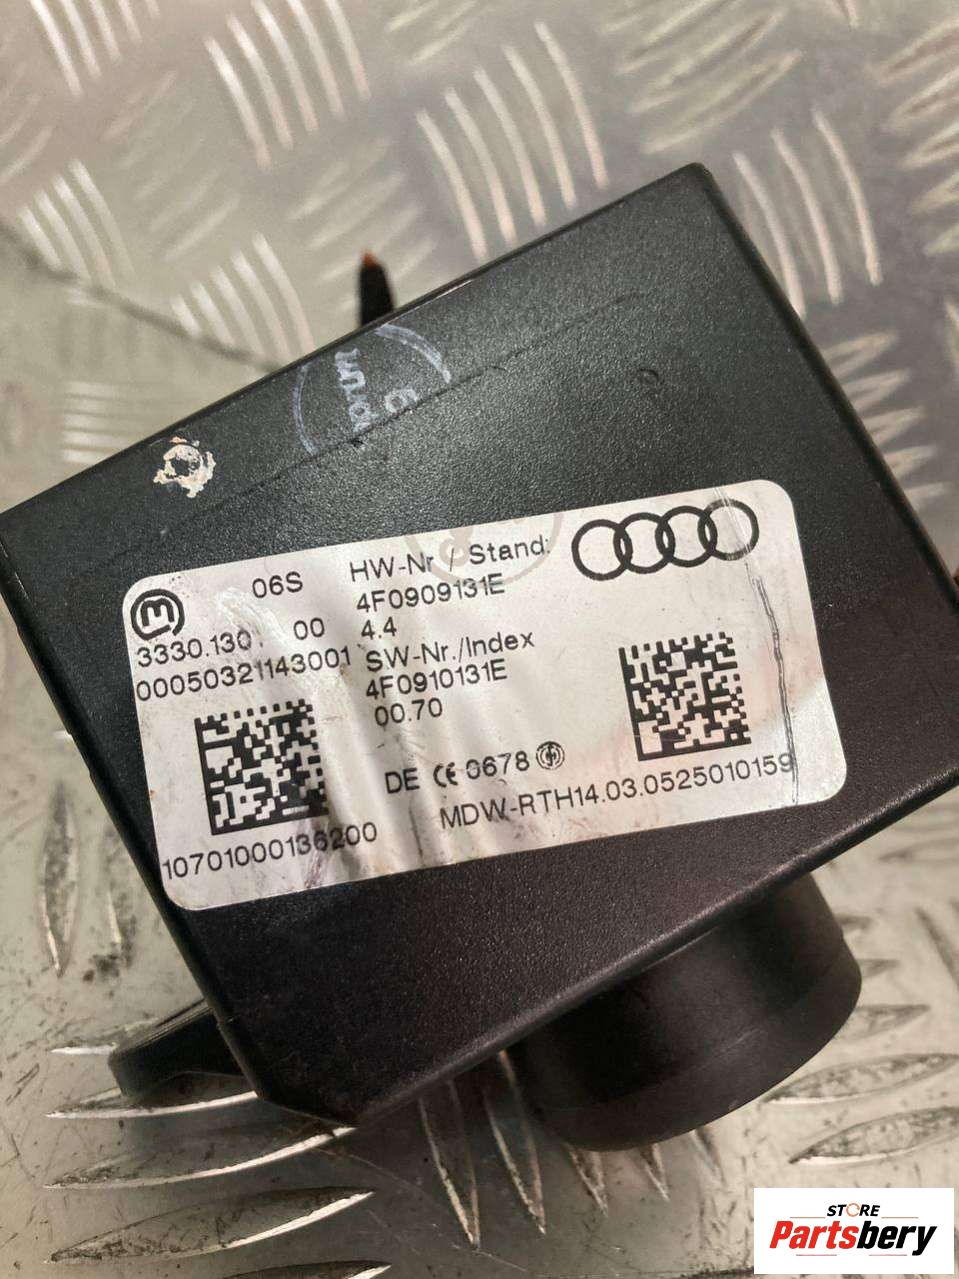 06S
3330.130. 00
00050321143001
HW-Nr / Stand:
4F0909131E
4.4
SW-Nr./Index
4F0910131E
00.70
DE CE 0678
MDW-RTH14.03.0525010159
10701000136200
STORE
Partsbery